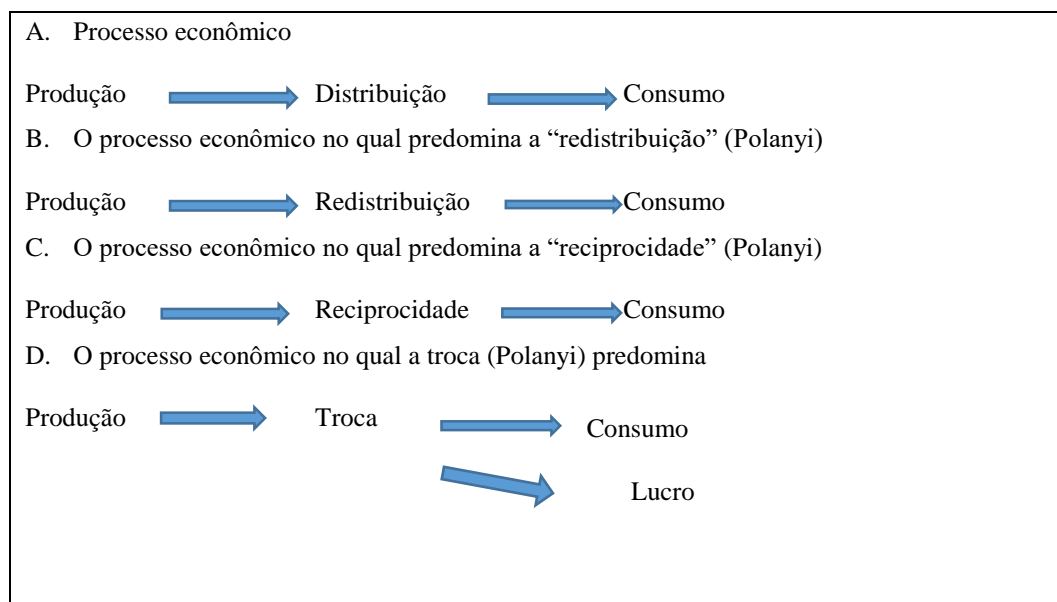 A. Processo econômico
Produção Distribuição Consumo
B. O processo econômico no qual predomina a “redistribuição” (Polanyi)
Produção Redistribuição Consumo
C. O processo econômico no qual predomina a “reciprocidade” (Polanyi)
Produção Reciprocidade Consumo
D. O processo econômico no qual a troca (Polanyi) predomina
Produção Troca Consumo
Lucro